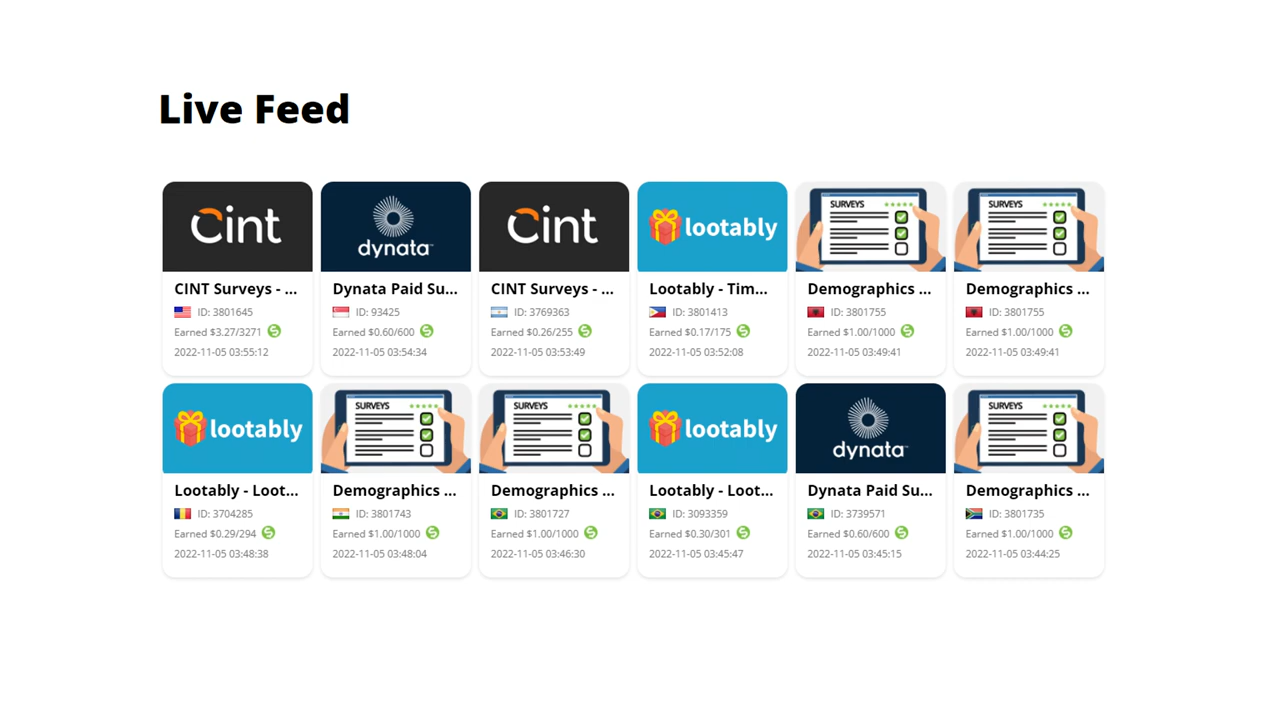 Live Feed
Cint
dynata
Cint
lootably
SURVEYS
SURVEYS
CINT Surveys - ...
Dynata Paid Su...
CINT Surveys - ...
Lootably - Tim...
Demographics ...
Demographics ...
ID: 3801645
ID: 93425
ID: 3769363
ID: 3801413
ID: 3801755
ID: 3801755
Earned $3.27/3271
Earned $0.60/600
Earned $0.26/255
Earned $0.17/175
Earned $1.00/1000
Earned $1.00/1000
2022-11-05 03:55:12
2022-11-05 03:54:34
2022-11-05 03:53:49
2022-11-05 03:52:08
2022-11-05 03:49:41
2022-11-05 03:49:41
lootably
SURVEYS
SURVEYS
lootably
dynata
SURVEYS
Lootably - Loot...
Demographics ...
Demographics ...
Lootably - Loot...
Dynata Paid Su...
Demographics ...
ID: 3704285
ID: 3801743
ID: 3801727
ID: 3093359
ID: 3739571
ID: 3801735
Earned $0.29/294
Earned $1.00/1000
Earned $1.00/1000
Earned $0.30/301
Earned $0.60/600
Earned $1.00/1000
2022-11-05 03:48:38
2022-11-05 03:48:04
2022-11-05 03:46:30
2022-11-05 03:45:47
2022-11-05 03:45:15
2022-11-05 03:44:25